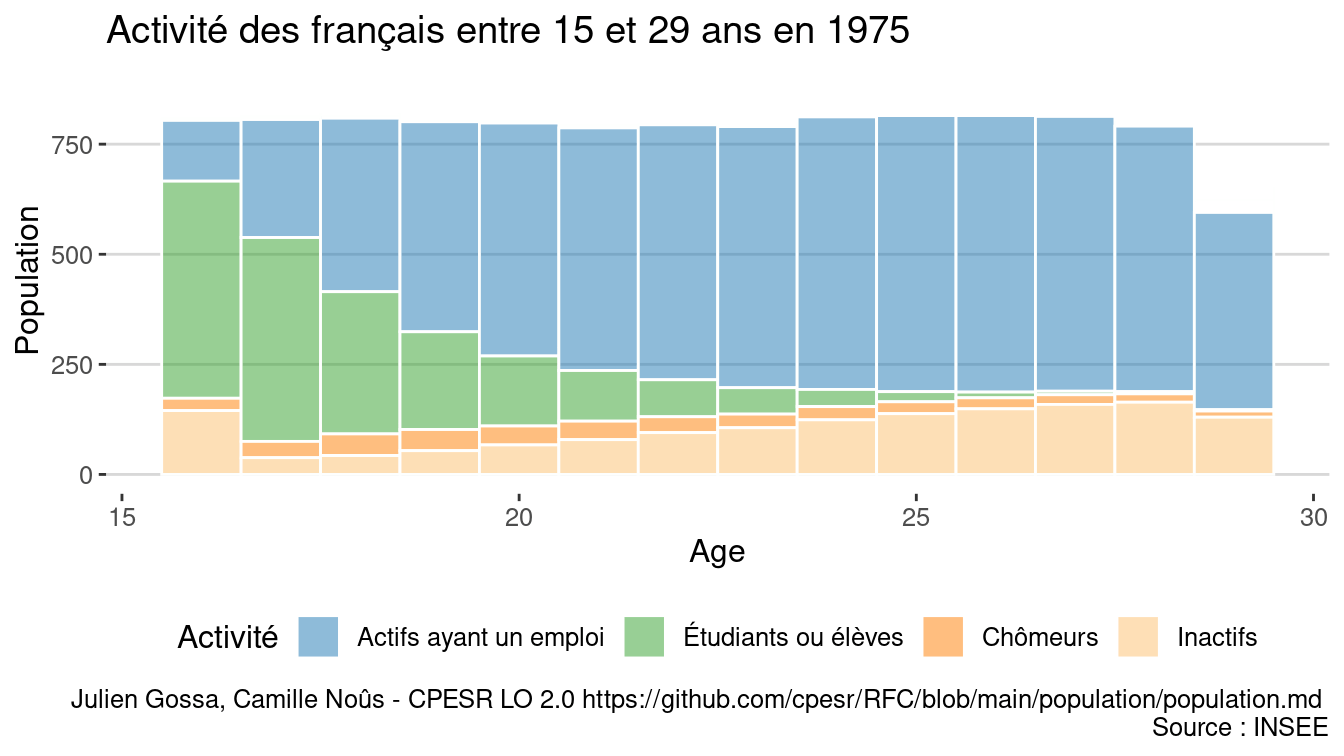 Activité des français entre 15 et 29 ans en 1975
Population
750
500
250
0
15 20 25 30
Age
Activité Actifs ayant un emploi Étudiants ou élèves Chômeurs Inactifs
Julien Gossa, Camille Noûs - CPESR LO 2.0 https://github.com/cpesr/RFC/blob/main/population/population.md
Source : INSEE